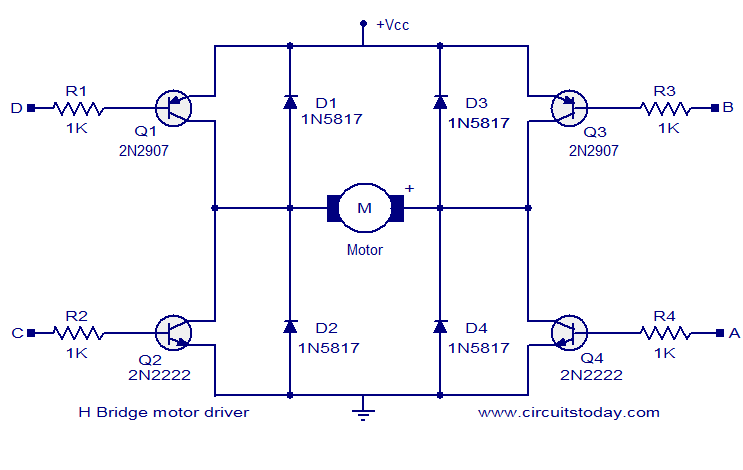 +Vcc
R1
D
1K
Q1
2N2907
D1
1N5817
D3
1N5817
R3
B
1K
Q3
2N2907
M
+
Motor
R2
C
1K
Q2
2N2222
D2
1N5817
D4
1N5817
R4
A
1K
Q4
2N2222
H Bridge motor driver
www.circuitstoday.com